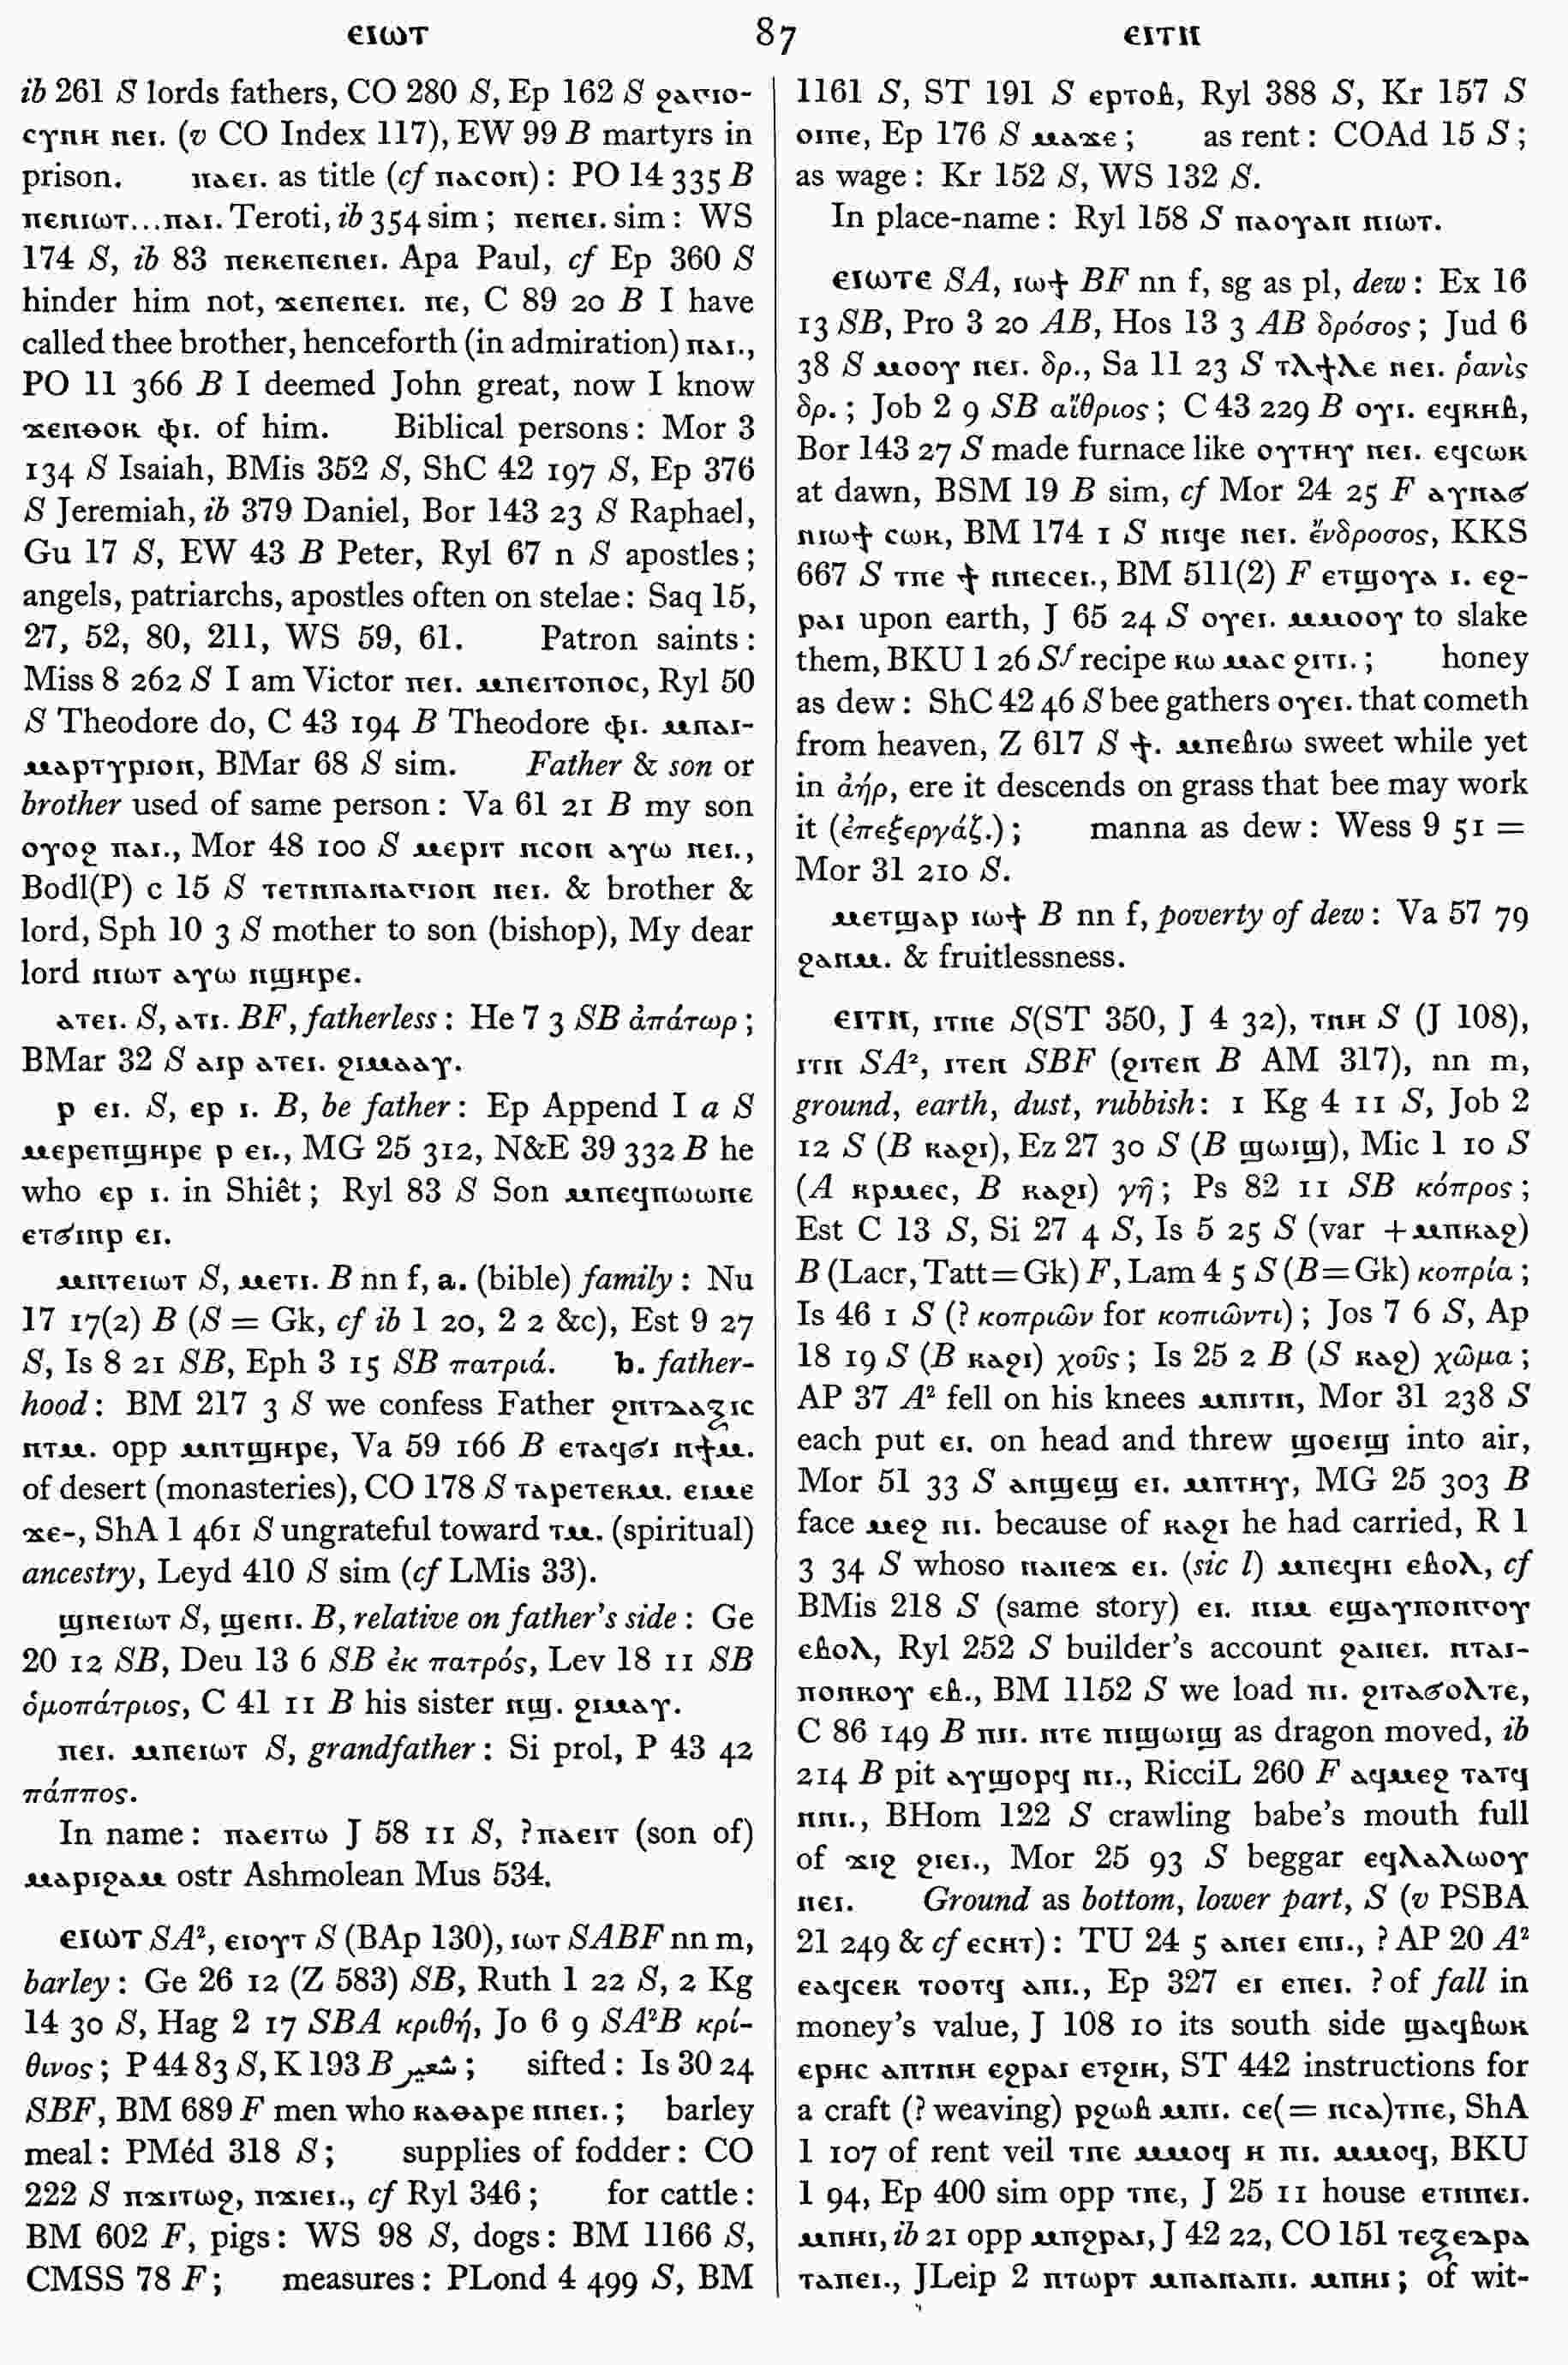 ⲉⲓⲱⲧ 87 ⲉⲓⲧⲛ
ib 261 S lords fathers, CO 280 S, Ep 162 S ϩⲁⲅⲓⲟ-
ⲥⲩⲛⲏ ⲛⲉⲓ. (v CO Index 117), EW 99 B martyrs in
prison. ⲡⲁⲉⲓ. as title (cf ⲡⲁⲥⲟⲛ): PO 14 335 B
ⲡⲉⲛⲓⲱⲧ...ⲡⲁⲓ. Teroti, ib 354 sim; ⲡⲉⲛⲉⲓ. sim: WS
174 S, ib 83 ⲡⲉⲕⲉⲡⲉⲛⲉⲓ. Apa Paul, cf Ep 360 S
hinder him not, ϫⲉⲡⲉⲛⲉⲓ. ⲡⲉ, C 89 20 B I have
called thee brother, henceforth (in admiration) ⲡⲁⲓ.,
PO 11 366 B I deemed John great, now I know
ϫⲉⲛⲑⲟⲕ ⲫⲓ. of him. Biblical persons: Mor 3
134 S Isaiah, BMis 352 S, ShC 42 197 S, Ep 376
S Jeremiah, ib 379 Daniel, Bor 143 23 S Raphael,
Gu 17 S, EW 43 B Peter, Ryl 67 n S apostles;
angels, patriarchs, apostles often on stelae: Saq 15,
27, 52, 80, 211, WS 59, 61. Patron saints:
Miss 8 262 S I am Victor ⲡⲉⲓ. ⲙⲡⲉⲓⲧⲟⲡⲟⲥ, Ryl 50
S Theodore do, C 43 194 B Theodore ⲫⲓ. ⲙⲡⲁⲓ-
ⲙⲁⲣⲧⲩⲣⲓⲟⲛ, BMar 68 S sim. Father & son or
brother used of same person: Va 61 21 B my son
ⲟⲩⲟϩ ⲡⲁⲓ., Mor 48 100 S ⲙⲉⲣⲓⲧ ⲛⲥⲟⲛ ⲁⲩⲱ ⲛⲉⲓ.,
Bodl(P) c 15 S ⲧⲉⲧⲛⲡⲁⲛⲁⲅⲓⲟⲛ ⲛⲉⲓ. & brother &
lord, Sph 10 3 S mother to son (bishop), My dear
lord ⲛⲓⲱⲧ ⲁⲩⲱ ⲛϣⲏⲣⲉ.
ⲁⲧⲉⲓ. S, ⲁⲧⲓ. BF, fatherless: He 7 3 SB ἀπάτωρ;
BMar 32 S ⲁⲓⲣ ⲁⲧⲉⲓ. ϩⲓⲙⲁⲁⲩ.
ⲣ ⲉⲓ. S, ⲉⲣ ⲓ. B, be father: Ep Append I a S
ⲙⲉⲣⲉⲡϣⲏⲣⲉ ⲣ ⲉⲓ., MG 25 312, N&E 39 332 B he
who ⲉⲣ ⲓ. in Shiêt; Ryl 83 S Son ⲙⲡⲉϥⲡⲱⲱⲛⲉ
ⲉⲧϭⲓⲛⲣ ⲉⲓ.
ⲙⲛⲧⲉⲓⲱⲧ S, ⲙⲉⲧⲓ. B nn f, a. (bible) family: Nu
17 17(2) B (S = Gk, cf ib 1 20, 2 2 &c), Est 9 27
S, Is 8 21 SB, Eph 3 15 SB πατριά. b. father-
hood: BM 217 3 S we confess Father ϩⲛⲧⲇⲁⲝⲓⲥ
ⲛⲧⲙ. opp ⲙⲛⲧϣⲏⲣⲉ, Va 59 166 B ⲉⲧⲁϥϭⲓ ⲛϯⲙ.
of desert (monasteries), CO 178 S ⲧⲁⲣⲉⲧⲉⲕⲙ. ⲉⲓⲙⲉ
ϫⲉ-, ShA 1 461 S ungrateful toward ⲧⲙ. (spiritual)
ancestry, Leyd 410 S sim (cf LMis 33).
ϣⲛⲉⲓⲱⲧ S, ϣⲉⲛⲓ. B, relative on father's side: Ge
20 12 SB, Deu 13 6 SB ἐκ πατρός, Lev 18 11 SB
ὁμοπάτριος, C 41 11 B his sister ⲛϣ. ϩⲓⲙⲁⲩ.
ⲡⲉⲓ. ⲙⲡⲉⲓⲱⲧ S, grandfather: Si prol, P 43 42
πάππος.
In name: ⲡⲁⲉⲓⲧⲱ J 58 11 S, ?ⲡⲁⲉⲓⲧ (son of)
ⲙⲁⲣⲓϩⲁⲙ ostr Ashmolean Mus 534.
ⲉⲓⲱⲧ SA², ⲉⲓⲟⲩⲧ S (BAp 130), ⲓⲱⲧ SABF nn m,
barley: Ge 26 12 (Z 583) SB, Ruth 1 22 S, 2 Kg
14 30 S, Hag 2 17 SBA κριθή, Jo 6 9 SA²B κρί-
θινος; P 44 83 S, K 193 B شعير; sifted: Is 30 24
SBF, BM 689 F men who ⲕⲁⲑⲁⲣⲉ ⲛⲡⲉⲓ.; barley
meal: PMéd 318 S; supplies of fodder: CO
222 S ⲛϫⲓⲧⲱϩ, ⲛϫⲓⲉⲓ., cf Ryl 346; for cattle:
BM 602 F, pigs: WS 98 S, dogs: BM 1166 S,
CMSS 78 F; measures: PLond 4 499 S, BM
1161 S, ST 191 S ⲉⲣⲧⲟⲃ, Ryl 388 S, Kr 157 S
ⲟⲓⲡⲉ, Ep 176 S ⲙⲁϫⲉ; as rent: COAd 15 S;
as wage: Kr 152 S, WS 132 S.
In place-name: Ryl 158 S ⲡⲁⲟⲩⲁⲛ ⲡⲓⲱⲧ.
ⲉⲓⲱⲧⲉ SA, ⲓⲱϯ BF nn f, sg as pl, dew: Ex 16
13 SB, Pro 3 20 AB, Hos 13 3 AB δρόσος; Jud 6
38 S ⲙⲟⲟⲩ ⲛⲉⲓ. δρ., Sa 11 23 S ⲧⲗϯⲗⲉ ⲛⲉⲓ. ῥανὶς
δρ.; Job 2 9 SB αἴθριος; C 43 229 B ⲟⲩⲓ. ⲉϥⲕⲏⲃ,
Bor 143 27 S made furnace like ⲟⲩⲧⲏⲩ ⲛⲉⲓ. ⲉϥⲥⲱⲕ
at dawn, BSM 19 B sim, cf Mor 24 25 F ⲁⲩⲛⲁϭ
ⲛⲓⲱϯ ⲥⲱⲕ, BM 174 1 S ⲛⲓϥⲉ ⲛⲉⲓ. ἔνδροσος, KKS
667 S ⲧⲡⲉ ϯ ⲛⲛⲉⲥⲉⲓ., BM 511(2) F ⲉⲧϣⲟⲩⲁ ⲓ. ⲉϩ-
ⲣⲁⲓ upon earth, J 65 24 S ⲟⲩⲉⲓ. ⲙⲙⲟⲟⲩ to slake
them, BKU 1 26 Sf recipe ⲕⲱ ⲙⲁⲥ ϩⲓⲧⲓ.; honey
as dew: ShC 42 46 S bee gathers ⲟⲩⲉⲓ. that cometh
from heaven, Z 617 S ϯ. ⲙⲡⲉⲃⲓⲱ sweet while yet
in ἀήρ, ere it descends on grass that bee may work
it (ἐπεξεργάζ.); manna as dew: Wess 9 51 =
Mor 31 210 S.
ⲙⲉⲧϣⲁⲣ ⲓⲱϯ B nn f, poverty of dew: Va 57 79
ϩⲁⲛⲙ. & fruitlessness.
ⲉⲓⲧⲛ, ⲓⲧⲛⲉ S(ST 350, J 4 32), ⲧⲛⲏ S (J 108),
ⲓⲧⲛ SA², ⲓⲧⲉⲛ SBF (ϩⲓⲧⲉⲛ B AM 317), nn m,
ground, earth, dust, rubbish: 1 Kg 4 11 S, Job 2
12 S (B ⲕⲁϩⲓ), Ez 27 30 S (B ϣⲱⲓϣ), Mic 1 10 S
(A ⲕⲣⲙⲉⲥ, B ⲕⲁϩⲓ) γῆ; Ps 82 11 SB κόπρος;
Est C 13 S, Si 27 4 S, Is 5 25 S (var +ⲙⲡⲕⲁϩ)
B (Lacr, Tatt=Gk) F, Lam 4 5 S (B=Gk) κοπρία;
Is 46 1 S (? κοπριῶν for κοπιῶντι); Jos 7 6 S, Ap
18 19 S (B ⲕⲁϩⲓ) χοῦς; Is 25 2 B (S ⲕⲁϩ) χῶμα;
AP 37 A² fell on his knees ⲙⲡⲓⲧⲛ, Mor 31 238 S
each put ⲉⲓ. on head and threw ϣⲟⲉⲓϣ into air,
Mor 51 33 S ⲁⲛϣⲉϣ ⲉⲓ. ⲙⲡⲧⲏⲩ, MG 25 303 B
face ⲙⲉϩ ⲛⲓ. because of ⲕⲁϩⲓ he had carried, R 1
3 34 S whoso ⲛⲁⲛⲉϫ ⲉⲓ. (sic l) ⲙⲡⲉϥⲏⲓ ⲉⲃⲟⲗ, cf
BMis 218 S (same story) ⲉⲓ. ⲛⲓⲙ ⲉϣⲁⲩⲡⲟⲛⲅⲟⲩ
ⲉⲃⲟⲗ, Ryl 252 S builder's account ϩⲁⲡⲉⲓ. ⲛⲧⲁⲓ-
ⲡⲟⲛⲕⲟⲩ ⲉⲃ., BM 1152 S we load ⲡⲓ. ϩⲓⲧⲁϭⲟⲗⲧⲉ,
C 86 149 B ⲡⲓⲓ. ⲛⲧⲉ ⲡⲓϣⲱⲓϣ as dragon moved, ib
214 B pit ⲁⲩϣⲟⲣϥ ⲛⲓ., RicciL 260 F ⲁϥⲙⲉϩ ⲧⲁⲧϥ
ⲛⲡⲓ., BHom 122 S crawling babe's mouth full
of ϫⲓϩ ϩⲓⲉⲓ., Mor 25 93 S beggar ⲉϥⲗⲁⲗⲱⲟⲩ
ⲛⲉⲓ. Ground as bottom, lower part, S (v PSBA
21 249 & cf ⲉⲥⲏⲧ): TU 24 5 ⲁⲛⲉⲓ ⲉⲡⲓ., ? AP 20 A²
ⲉⲁϥⲥⲉⲕ ⲧⲟⲟⲧϥ ⲁⲡⲓ., Ep 327 ⲉⲓ ⲉⲡⲉⲓ. ? of fall in
money's value, J 108 10 its south side ϣⲁϥⲃⲱⲕ
ⲉⲣⲏⲥ ⲁⲡⲧⲛⲏ ⲉϩⲣⲁⲓ ⲉⲧϩⲓⲏ, ST 442 instructions for
a craft (? weaving) ⲣϩⲱⲃ ⲙⲡⲓ. ⲥⲉ(= ⲛⲥⲁ)ⲧⲡⲉ, ShA
1 107 of rent veil ⲧⲡⲉ ⲙⲙⲟϥ ⲏ ⲡⲓ. ⲙⲙⲟϥ, BKU
1 94, Ep 400 sim opp ⲧⲡⲉ, J 25 11 house ⲉⲧⲛⲡⲉⲓ.
ⲙⲡⲏⲓ, ib 21 opp ⲙⲡϩⲣⲁⲓ, J 42 22, CO 151 ⲧⲉⲝⲉⲇⲣⲁ
ⲧⲁⲡⲉⲓ., JLeip 2 ⲡⲧⲱⲣⲧ ⲙⲡⲁⲛⲁⲡⲓ. ⲙⲡⲏⲓ; of wit-